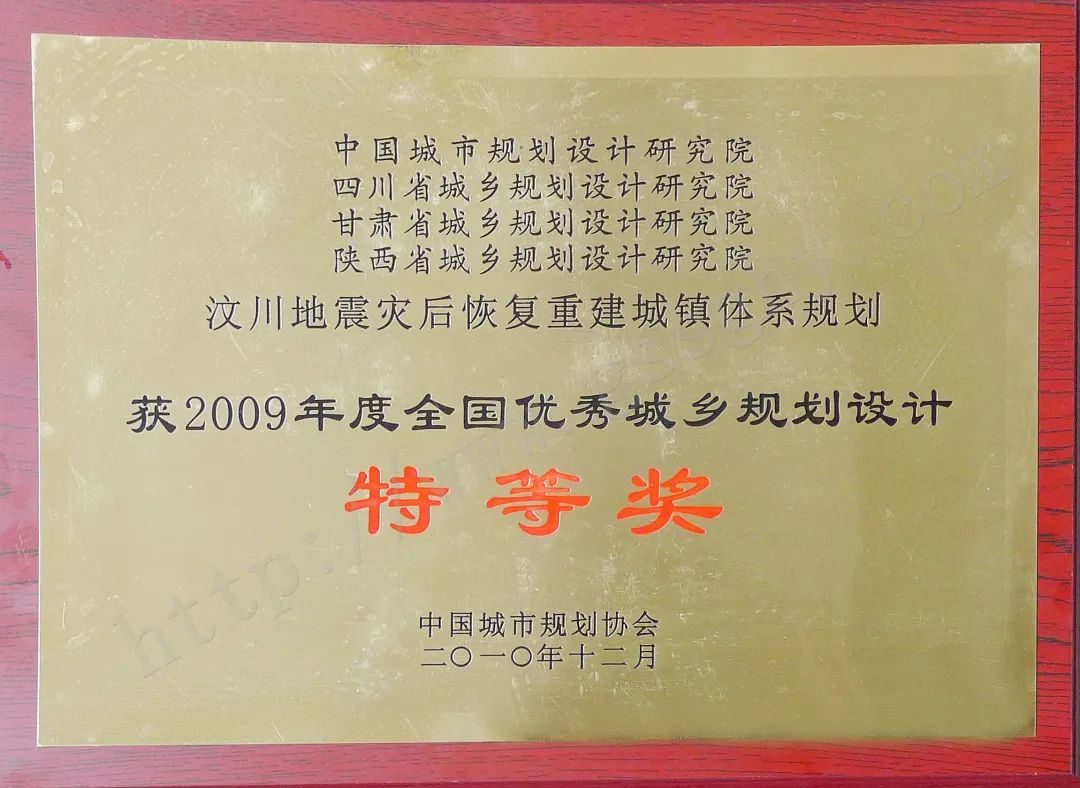 中国城市规划设计研究院
四川省城乡规划设计研究院
甘肃省城乡规划设计研究院
陕西省城乡规划设计研究院
汶川地震灾后恢复重建城镇体系规划
获2009年度全国优秀城乡规划设计
特等奖
中国城市规划协会
二〇一〇年十二月